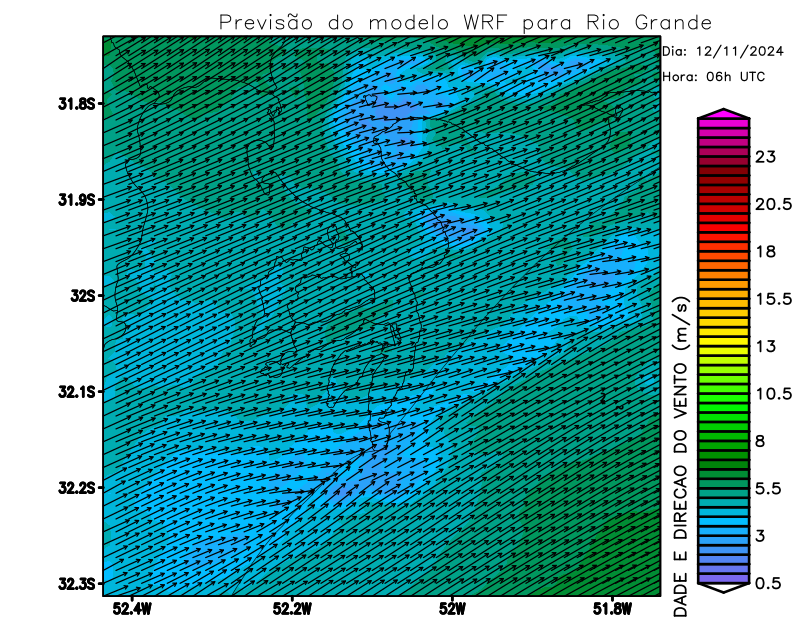 Previsão do modelo WRF para Rio Grande
Dia: 12/11/2024
Hora: 06h UTC
31.8S
31.9S
32S
32.1S
32.2S
32.3S
52.4W
52.2W
52W
51.8W
23
20.5
18
15.5
13
10.5
8
5.5
3
0.5
DADE E DIRECAO DO VENTO (m/s)